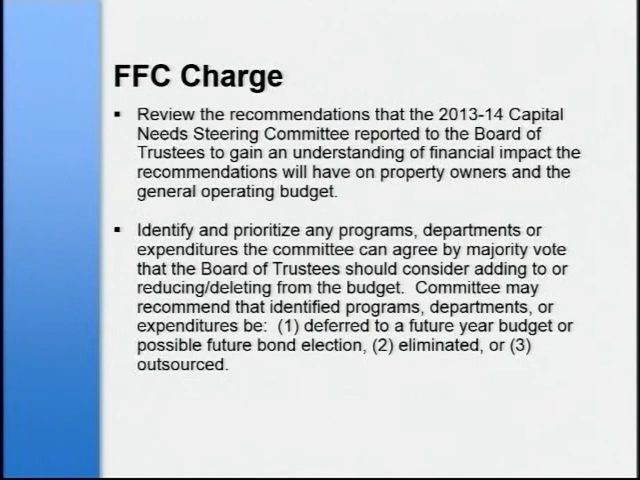 FFC Charge
▪ Review the recommendations that the 2013-14 Capital
Needs Steering Committee reported to the Board of
Trustees to gain an understanding of financial impact the
recommendations will have on property owners and the
general operating budget.
▪ Identify and prioritize any programs, departments or
expenditures the committee can agree by majority vote
that the Board of Trustees should consider adding to or
reducing/deleting from the budget.  Committee may
recommend that identified programs, departments, or
expenditures be:  (1) deferred to a future year budget or
possible future bond election, (2) eliminated, or (3)
outsourced.